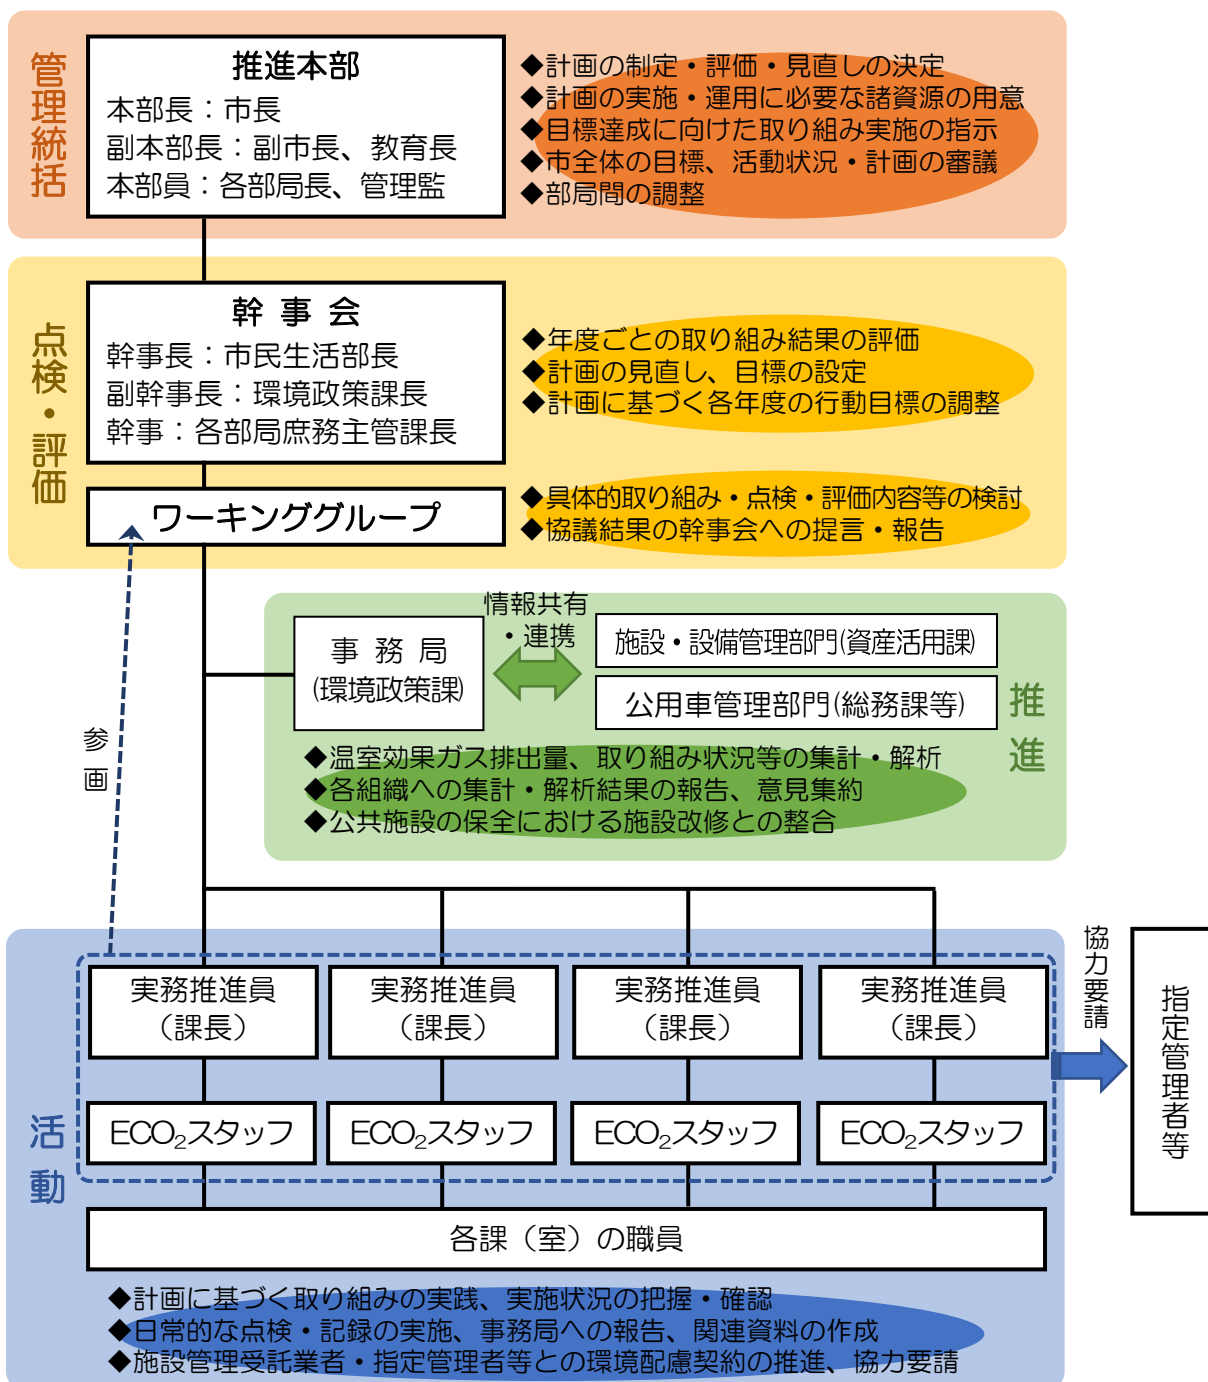 管理統括
推進本部
本部長：市長
副本部長：副市長、教育長
本部員：各部局長、管理監
◆計画の制定・評価・見直しの決定
◆計画の実施・運用に必要な諸資源の用意
◆目標達成に向けた取り組み実施の指示
◆市全体の目標、活動状況・計画の審議
◆部局間の調整
点検・評価
幹 事 会
幹事長：市民生活部長
副幹事長：環境政策課長
幹事：各部局庶務主管課長
◆年度ごとの取り組み結果の評価
◆計画の見直し、目標の設定
◆計画に基づく各年度の行動目標の調整
ワーキンググループ
◆具体的取り組み・点検・評価内容等の検討
◆協議結果の幹事会への提言・報告
推進
事 務 局
(環境政策課)
情報共有
・連携
施設・設備管理部門(資産活用課)
公用車管理部門(総務課等)
◆温室効果ガス排出量、取り組み状況等の集計・解析
◆各組織への集計・解析結果の報告、意見集約
◆公共施設の保全における施設改修との整合
参画
活動
実務推進員
（課長）
実務推進員
（課長）
実務推進員
（課長）
実務推進員
（課長）
ECO₂スタッフ
ECO₂スタッフ
ECO₂スタッフ
ECO₂スタッフ
協力要請
指定管理者等
各課（室）の職員
◆計画に基づく取り組みの実践、実施状況の把握・確認
◆日常的な点検・記録の実施、事務局への報告、関連資料の作成
◆施設管理受託業者・指定管理者等との環境配慮契約の推進、協力要請